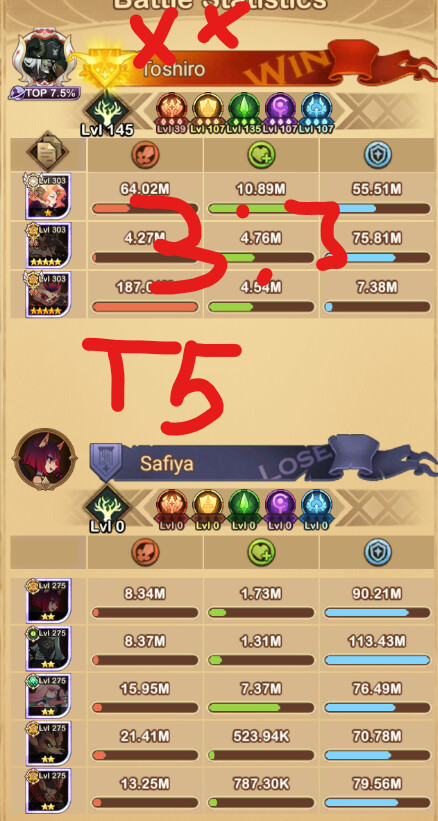 Battle Statistics
X X
TOP 7.5%
Toshiro
WIN
Lvl 145
Lvl 39 Lvl 107 Lvl 135 Lvl 107 Lvl 107
Lvl 303
64.02M 10.89M 55.51M
Lvl 303
4.27M 4.76M 75.81M
Lvl 303
4.54M 7.38M
3:3
T5
Safiya
LOSE
Lvl 0
Lvl 0 Lvl 0 Lvl 0 Lvl 0 Lvl 0
Lvl 275
8.34M 1.73M 90.21M
Lvl 275
8.37M 1.31M 113.43M
Lvl 275
15.95M 7.37M 76.49M
Lvl 275
21.41M 523.94K 70.78M
Lvl 275
13.25M 787.30K 79.56M